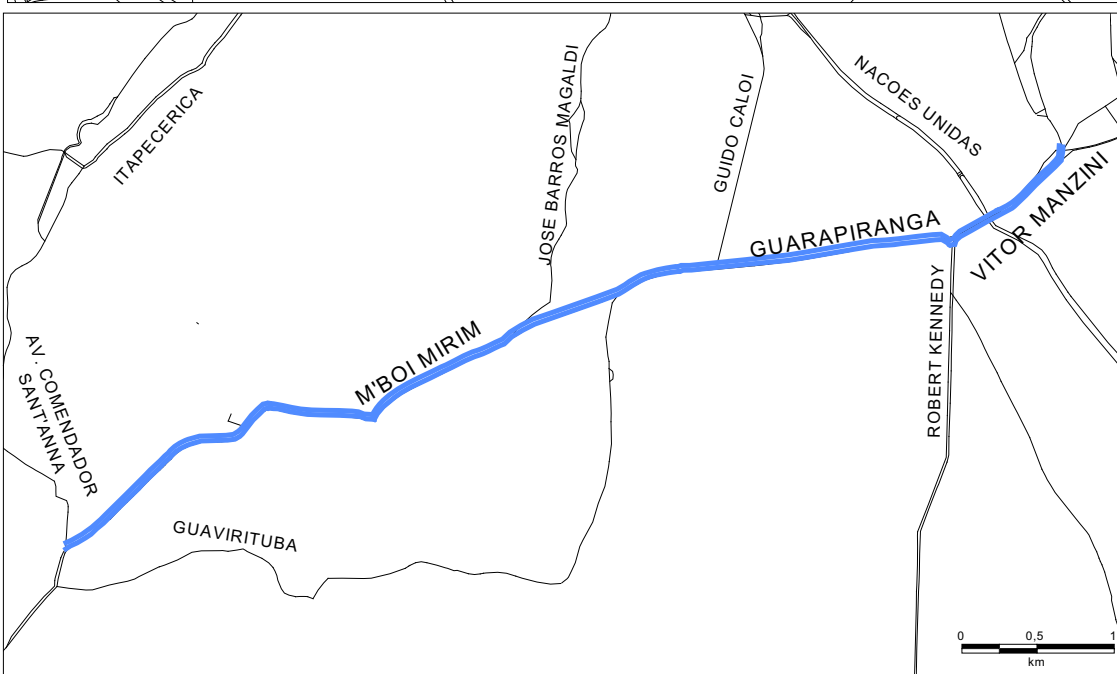 ITAPECERICA
JOSE BARROS MAGALDI
GUIDO CALOI
NACOES UNIDAS
VITOR MANZINI
GUARAPIRANGA
ROBERT KENNEDY
M'BOI MIRIM
AV. COMENDADOR
SANT'ANNA
GUAVIRITUBA
0 0,5 1
km